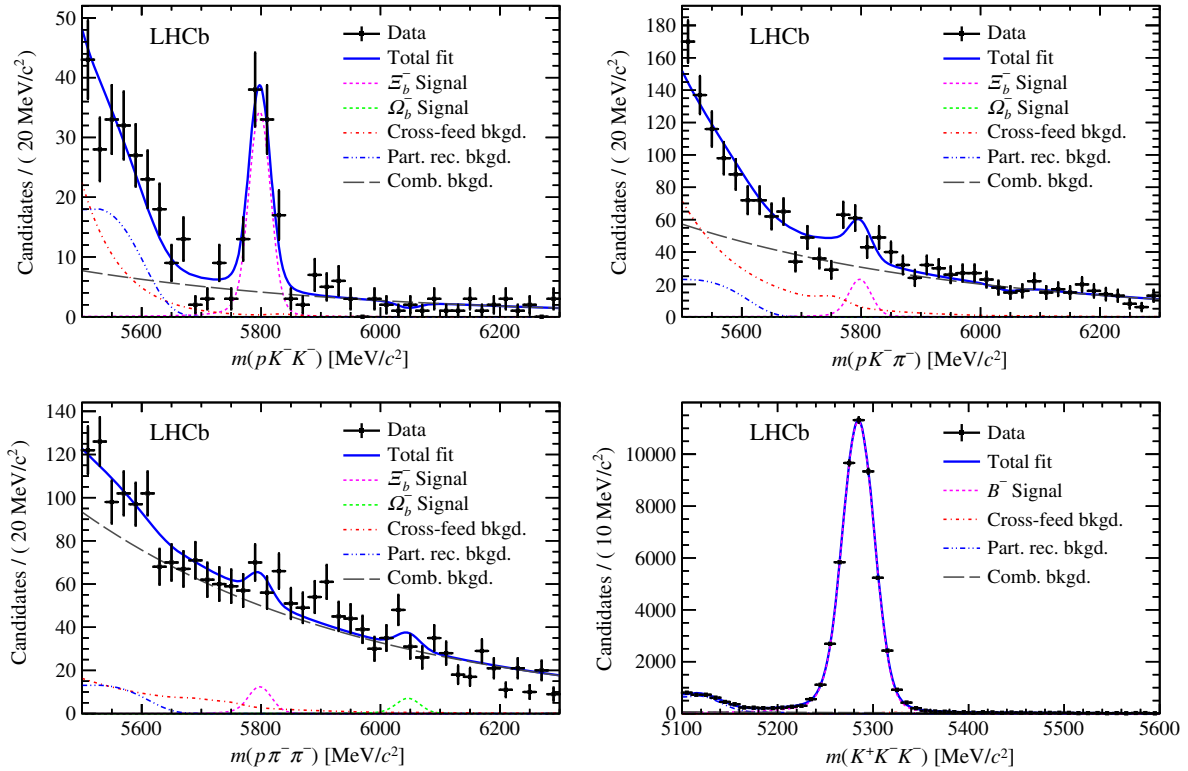 LHCb
Data
Total fit
Ξb⁻ Signal
Ωb⁻ Signal
Cross-feed bkgd.
Part. rec. bkgd.
Comb. bkgd.
Candidates / ( 20 MeV/c²)
50
40
30
20
10
0
5600 5800 6000 6200
m(pK⁻K⁻) [MeV/c²]
LHCb
Data
Total fit
Ξb⁻ Signal
Ωb⁻ Signal
Cross-feed bkgd.
Part. rec. bkgd.
Comb. bkgd.
Candidates / ( 20 MeV/c²)
180
160
140
120
100
80
60
40
20
0
5600 5800 6000 6200
m(pK⁻π⁻) [MeV/c²]
LHCb
Data
Total fit
Ξb⁻ Signal
Ωb⁻ Signal
Cross-feed bkgd.
Part. rec. bkgd.
Comb. bkgd.
Candidates / ( 20 MeV/c²)
140
120
100
80
60
40
20
0
5600 5800 6000 6200
m(pπ⁻π⁻) [MeV/c²]
LHCb
Data
Total fit
B⁻ Signal
Cross-feed bkgd.
Part. rec. bkgd.
Comb. bkgd.
Candidates / ( 10 MeV/c²)
10000
8000
6000
4000
2000
0
5100 5200 5300 5400 5500 5600
m(K⁺K⁻K⁻) [MeV/c²]